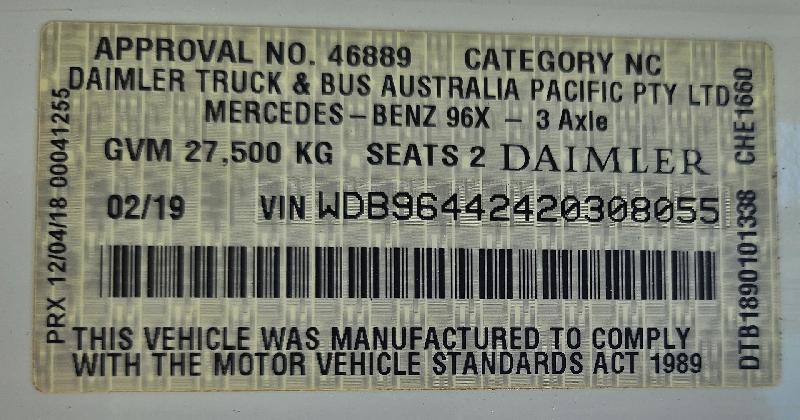 APPROVAL NO. 46889 CATEGORY NC
DAIMLER TRUCK & BUS AUSTRALIA PACIFIC PTY LTD
MERCEDES-BENZ 96X - 3 Axle
GVM 27,500 KG SEATS 2 DAIMLER
02/19 VIN WDB96442420308055
THIS VEHICLE WAS MANUFACTURED TO COMPLY
WITH THE MOTOR VEHICLE STANDARDS ACT 1989
PRX 12/04/18 00041255
DTB1890101338 CHE1660